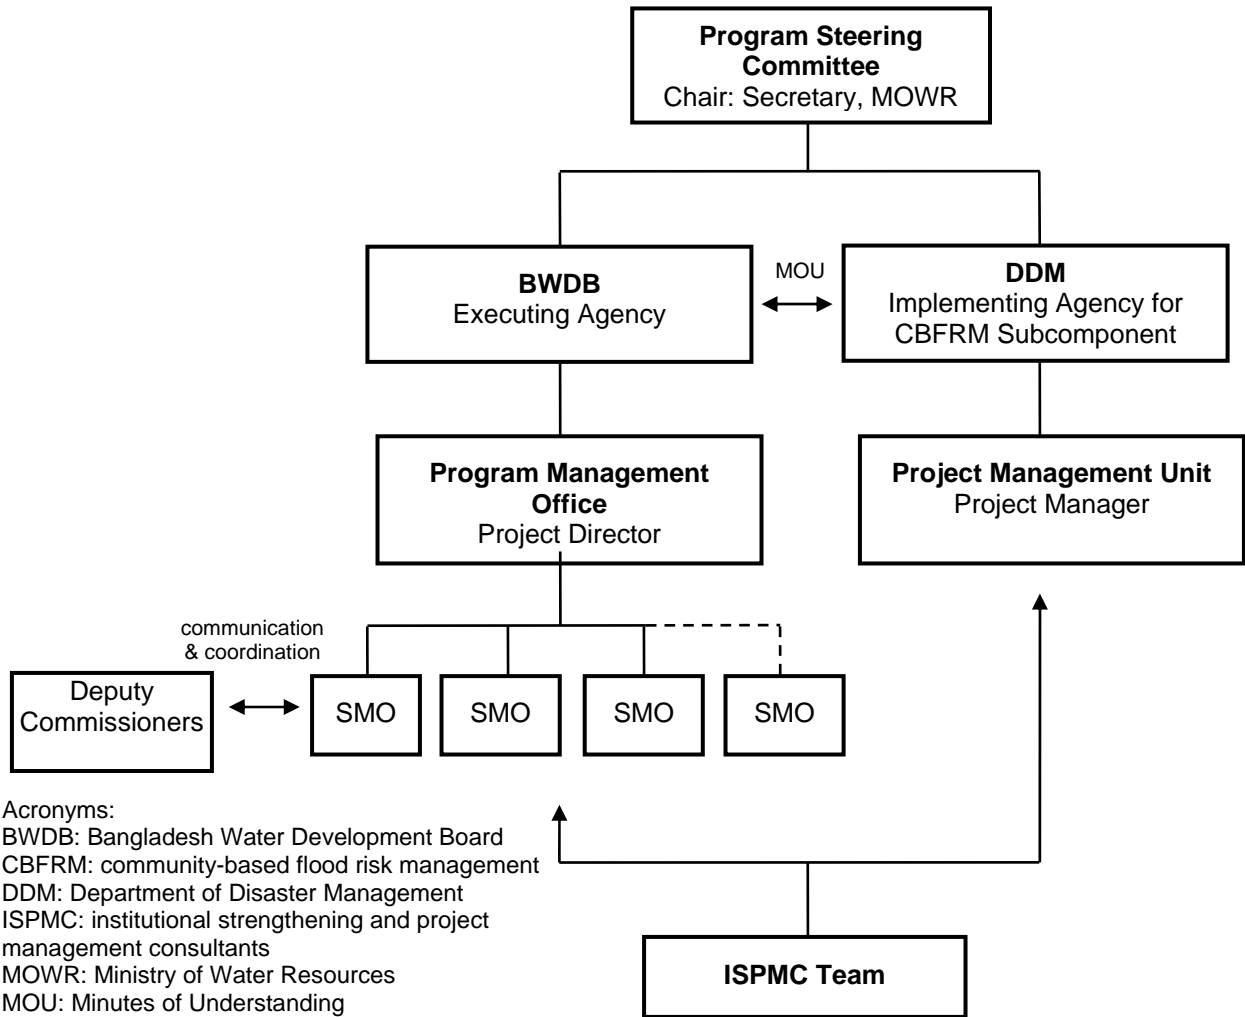 Program Steering
Committee
Chair: Secretary, MOWR
BWDB
Executing Agency
MOU
DDM
Implementing Agency for
CBFRM Subcomponent
Program Management
Office
Project Director
Project Management Unit
Project Manager
communication
& coordination
Deputy
Commissioners
SMO
SMO
SMO
SMO
Acronyms:
BWDB: Bangladesh Water Development Board
CBFRM: community-based flood risk management
DDM: Department of Disaster Management
ISPMC: institutional strengthening and project
management consultants
MOWR: Ministry of Water Resources
MOU: Minutes of Understanding
ISPMC Team